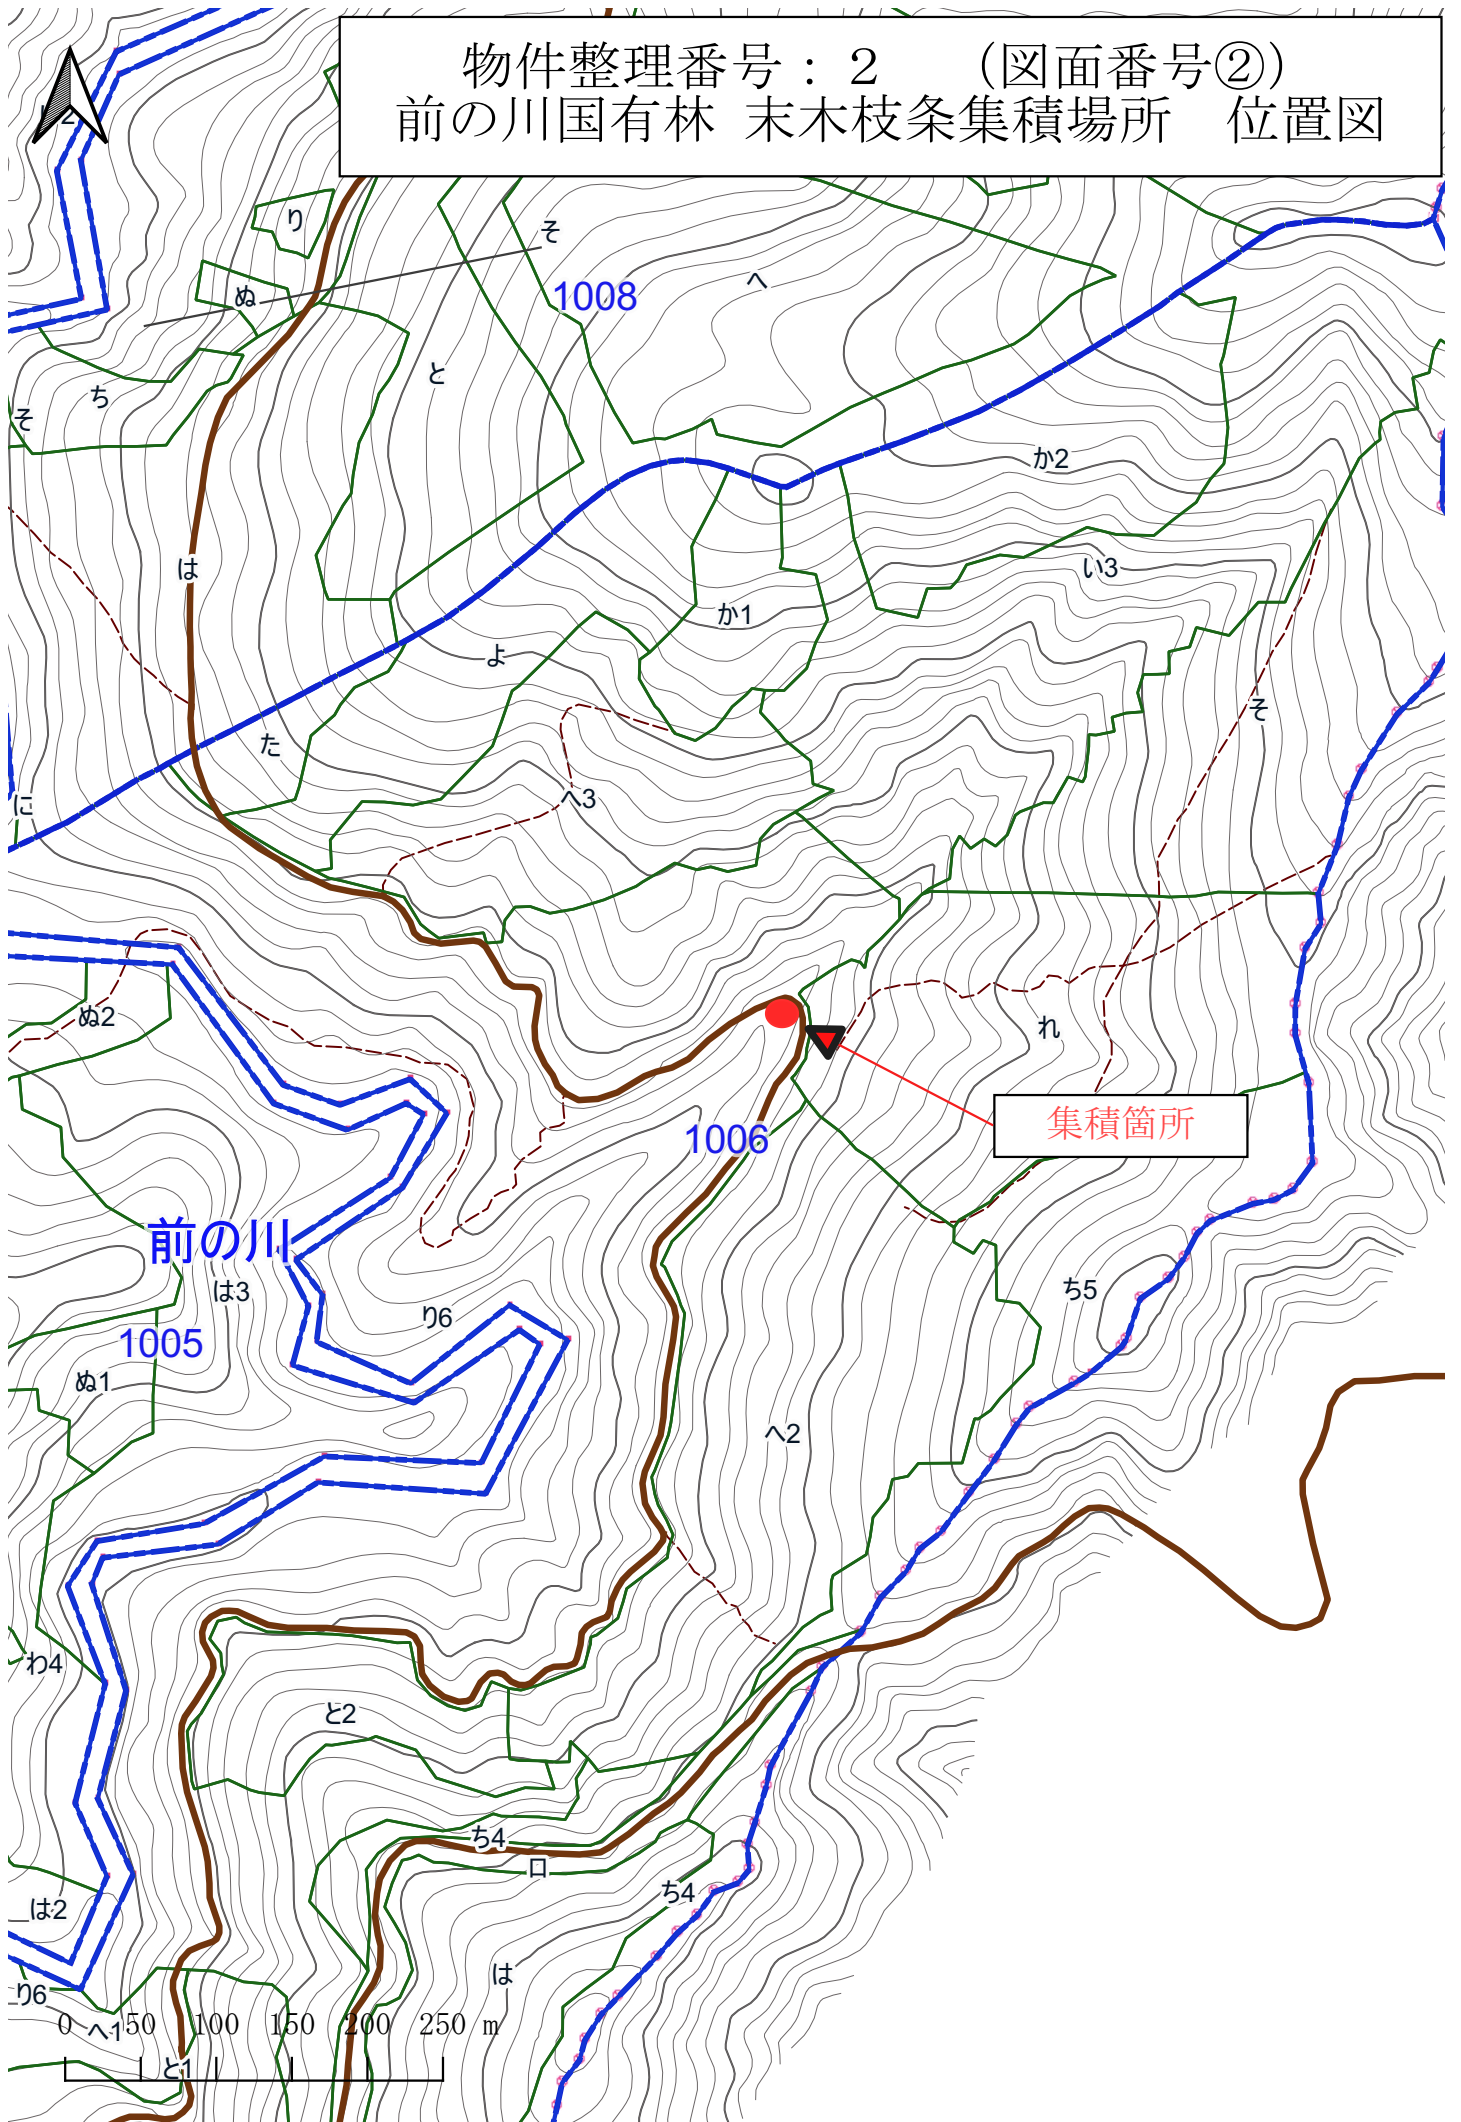 物件整理番号：２　（図面番号②）
前の川国有林 末木枝条集積場所　位置図
り
そ
ぬ
1008
へ
と
ち
そ
か2
は
い3
か1
よ
そ
た
に
へ3
ぬ2
れ
集積箇所
1006
前の川
は3
り6
ち5
1005
ぬ1
へ2
わ4
と2
ち4
ロ
ち4
は2
は
り6
0 50 100 150 200 250 m
へ1
と1